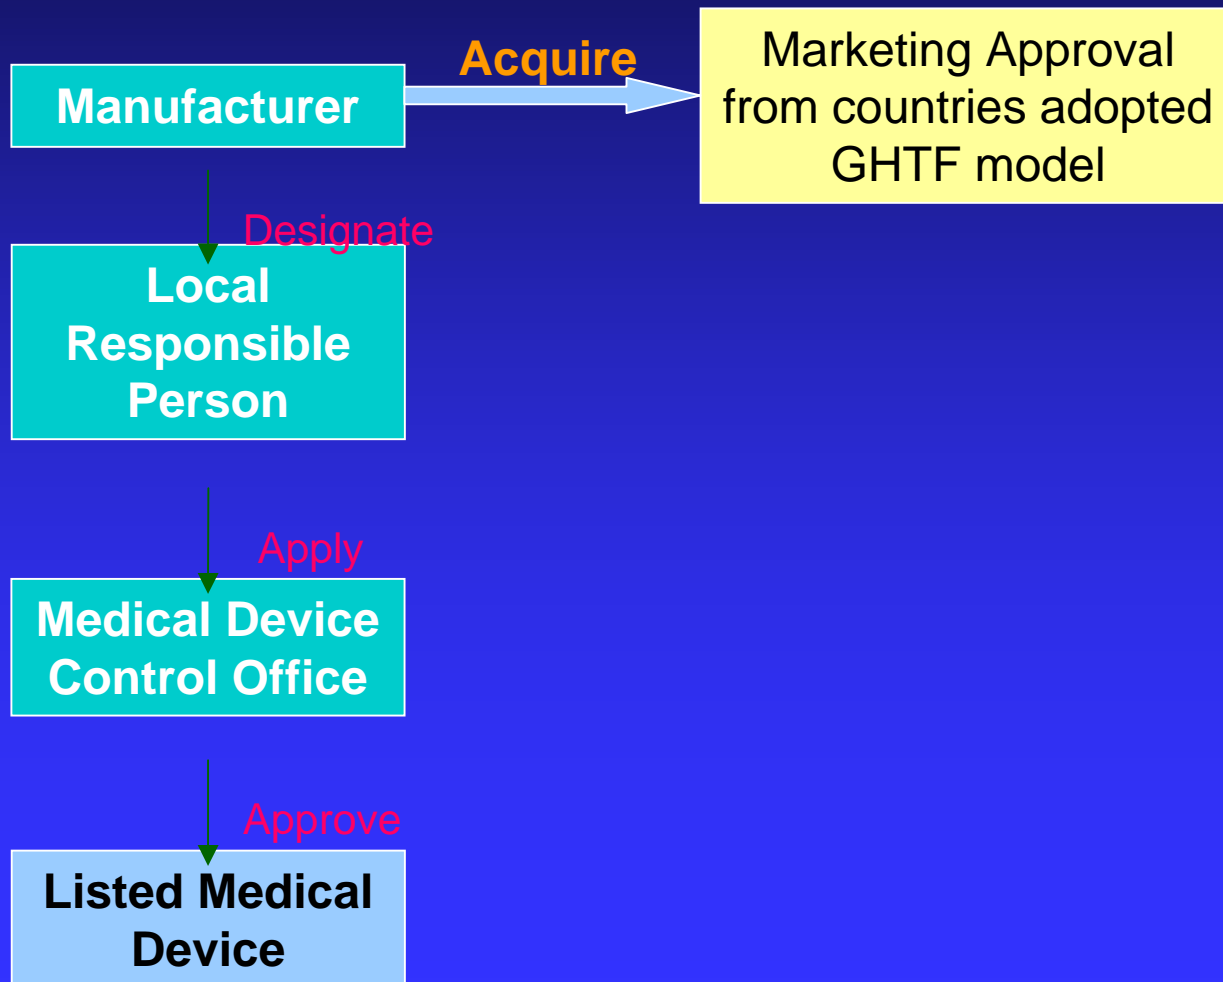 Acquire
Manufacturer
Marketing Approval
from countries adopted
GHTF model
Designate
Local
Responsible
Person
Apply
Medical Device
Control Office
Approve
Listed Medical
Device